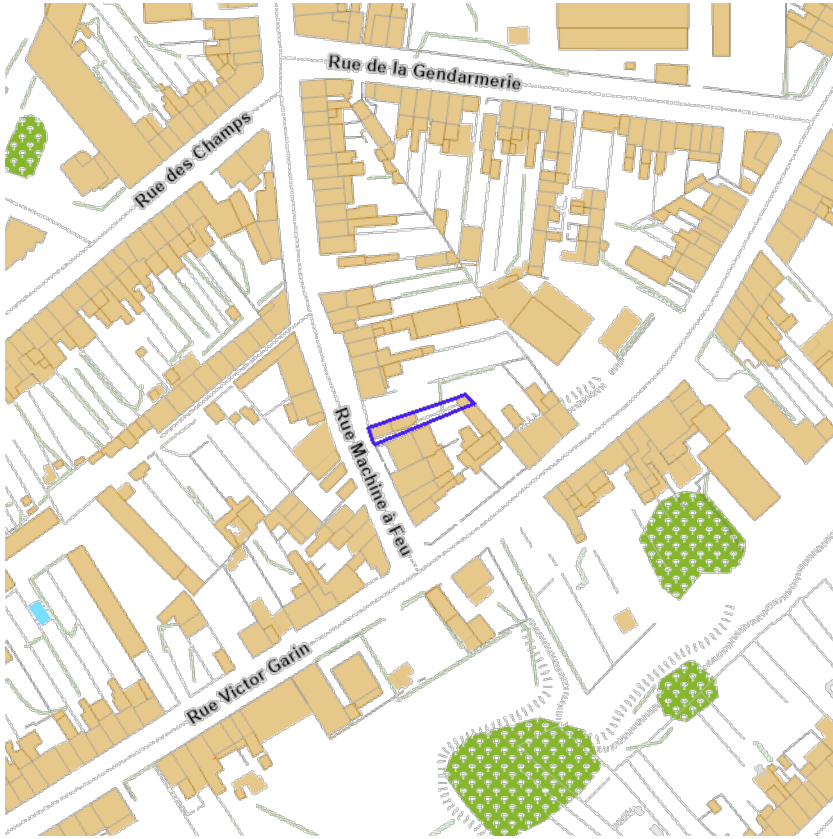 Rue de la Gendarmerie
Rue des Champs
Rue Machine à Feu
Rue Victor Garin